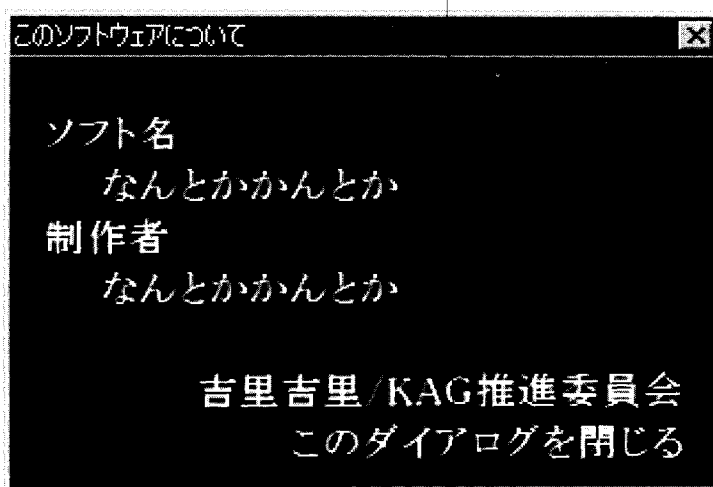 このソフトウェアについて
ソフト名
なんとかかんとか
制作者
なんとかかんとか
吉里吉里/KAG推進委員会
このダイアログを閉じる